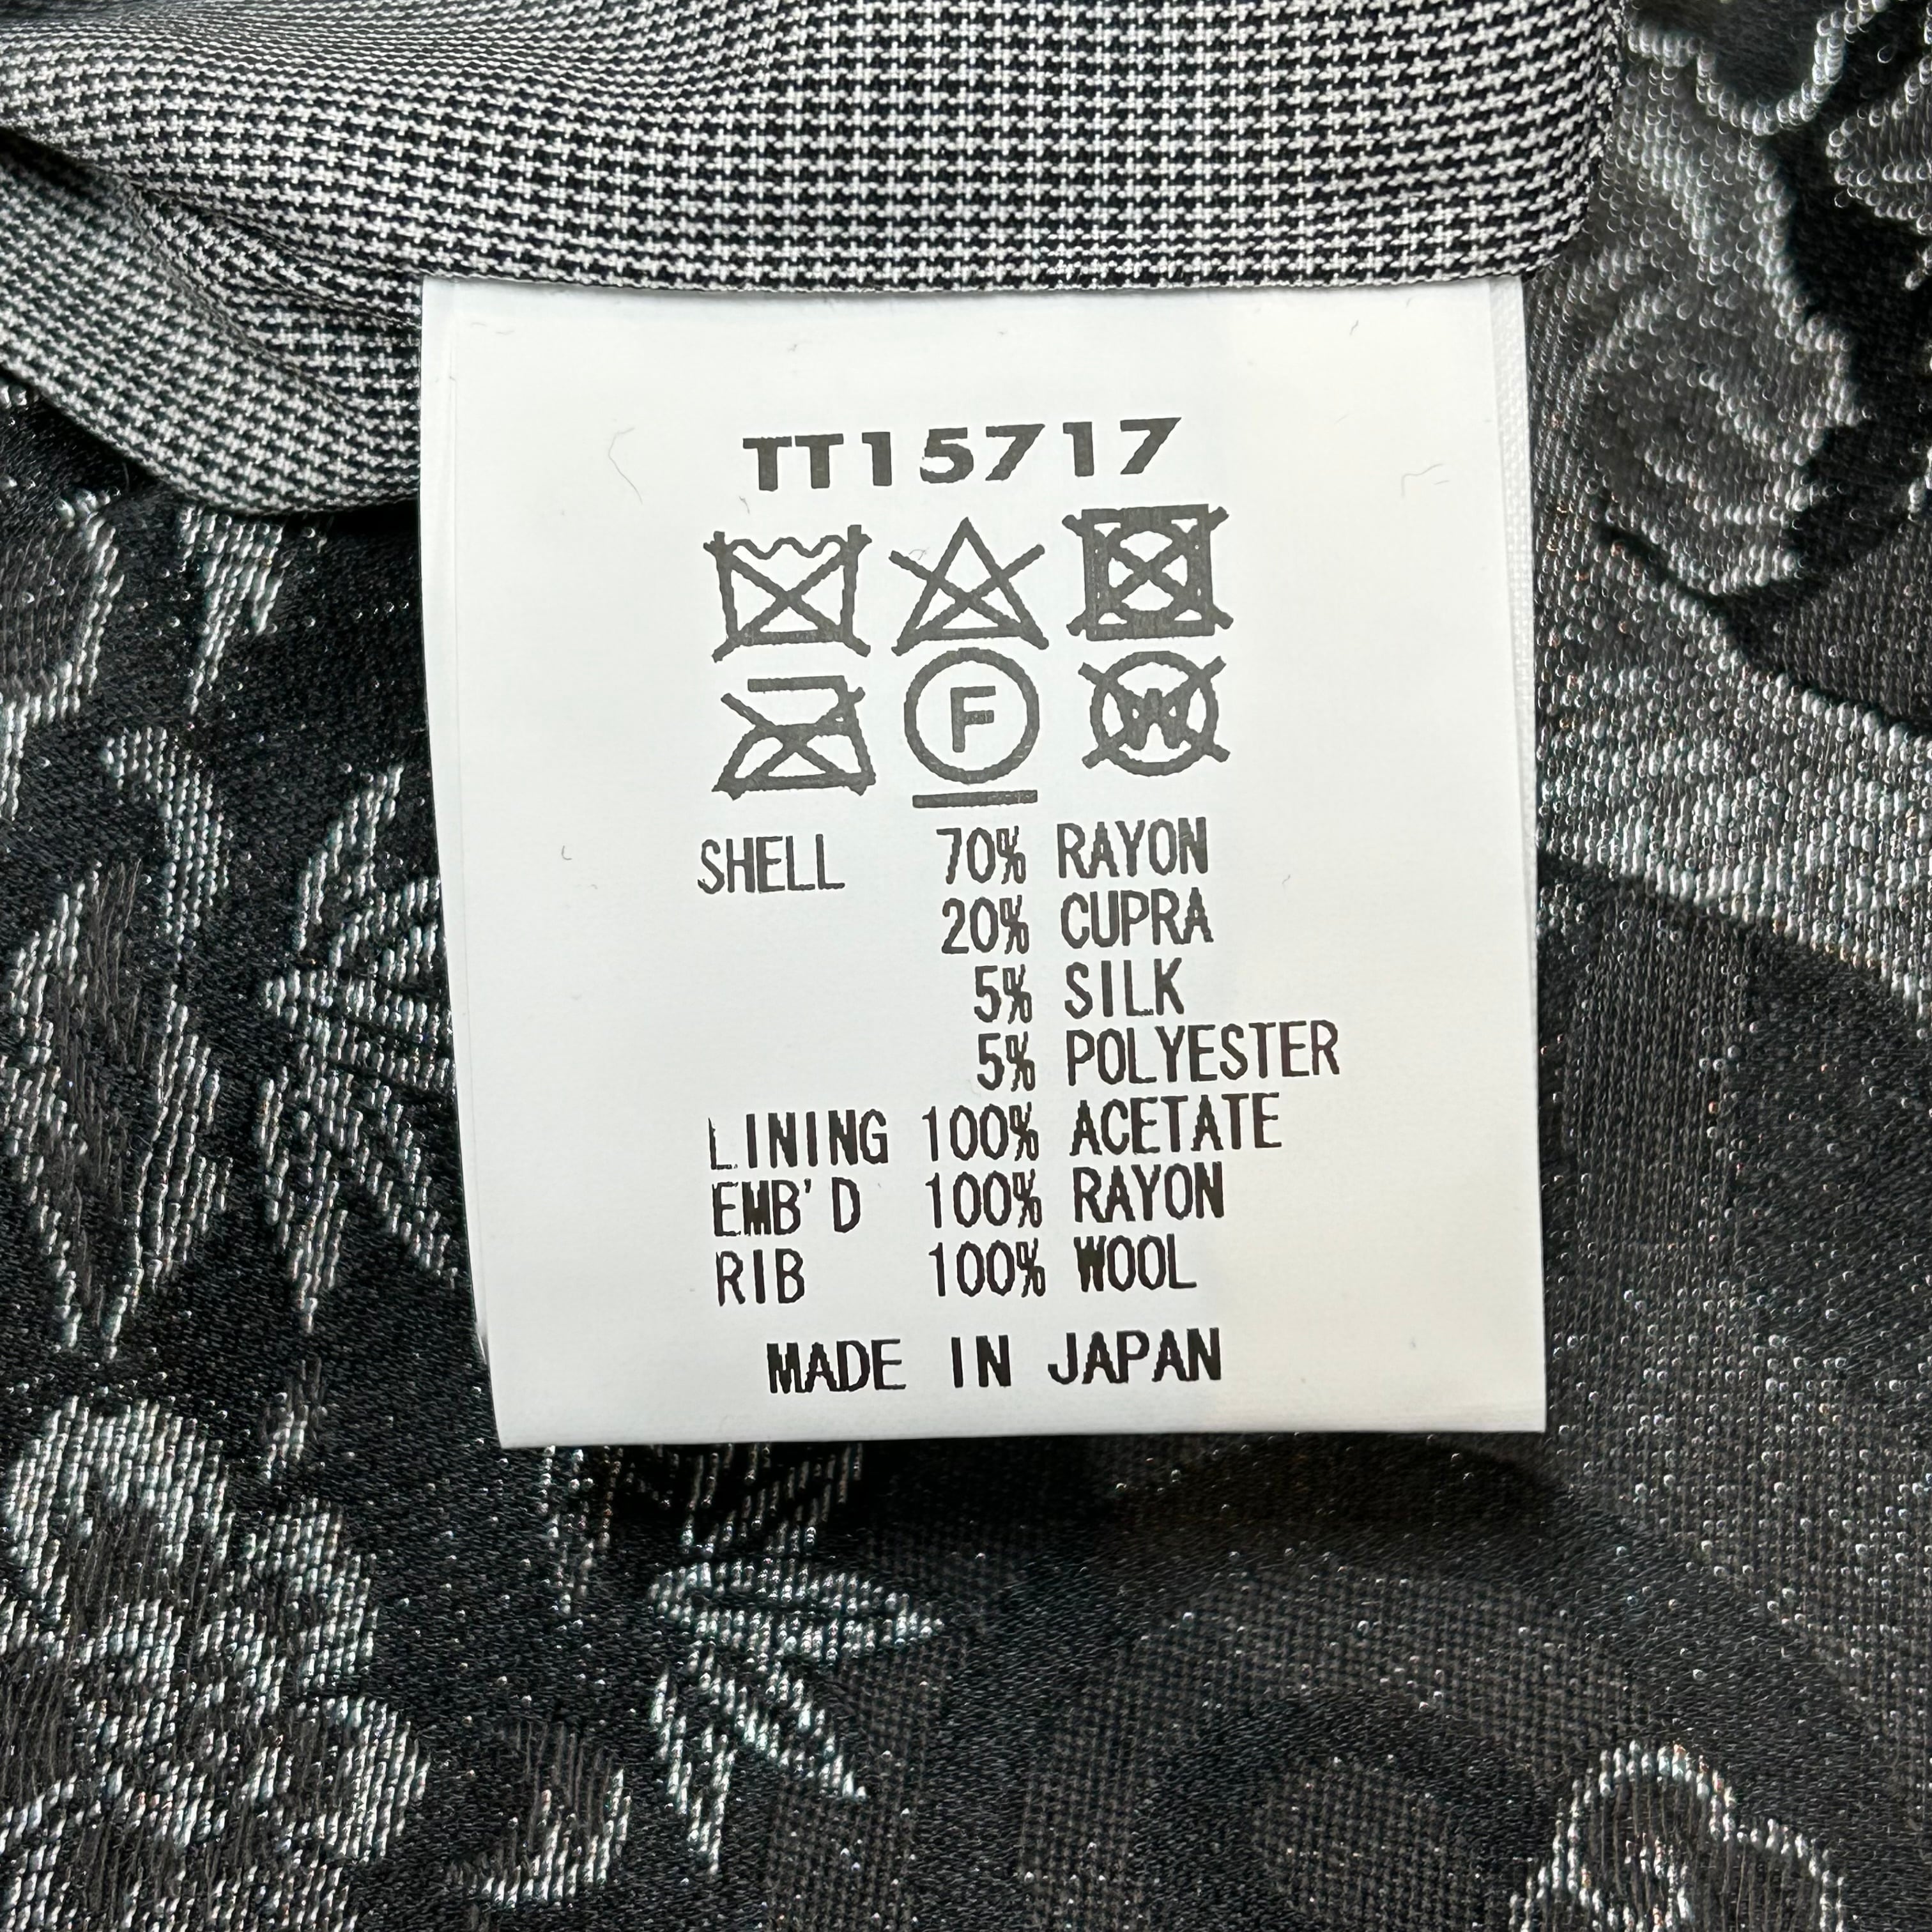 TT15717
F W
SHELL 70% RAYON
20% CUPRA
5% SILK
5% POLYESTER
LINING 100% ACETATE
EMB'D 100% RAYON
RIB 100% WOOL
MADE IN JAPAN